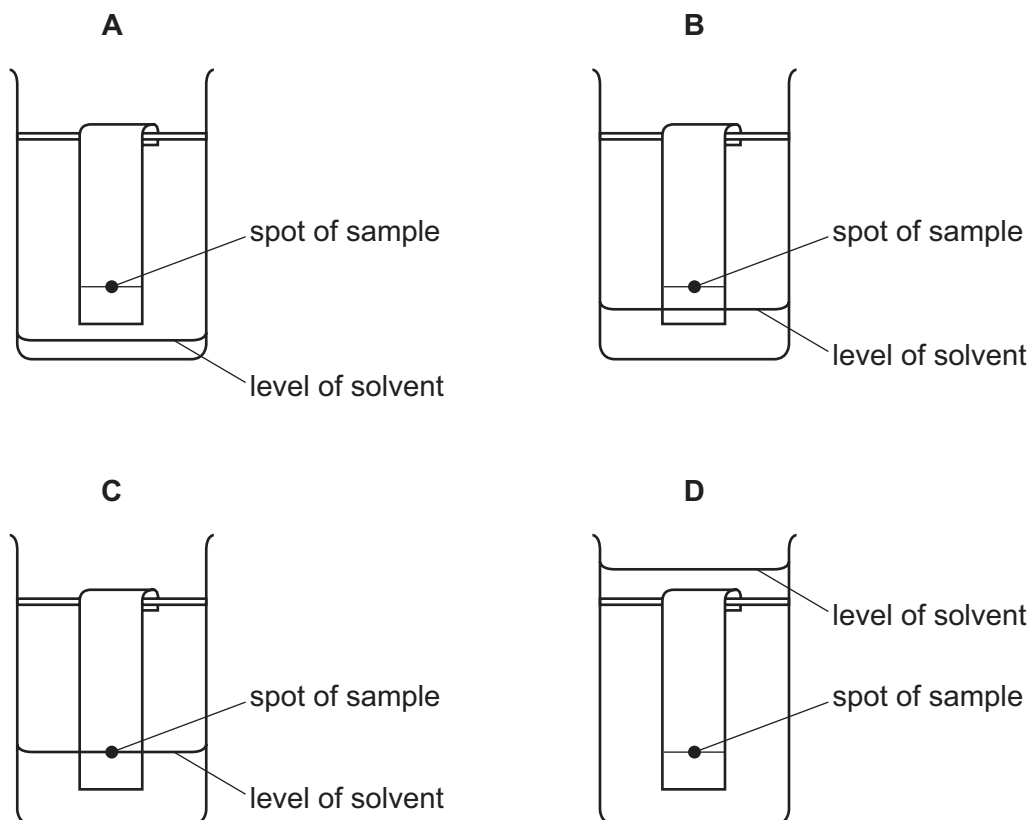 A
B
spot of sample
spot of sample
level of solvent
level of solvent
C
D
level of solvent
spot of sample
spot of sample
level of solvent